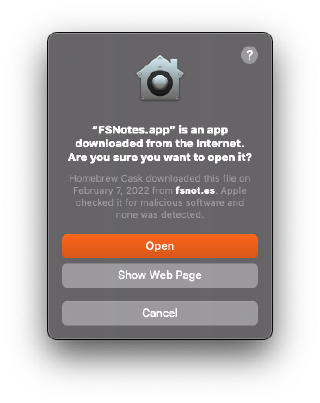 ?
“FSNotes.app” is an app
downloaded from the Internet.
Are you sure you want to open it?
Homebrew Cask downloaded this file on
February 7, 2022 from fsnot.es. Apple
checked it for malicious software and
none was detected.
Open
Show Web Page
Cancel